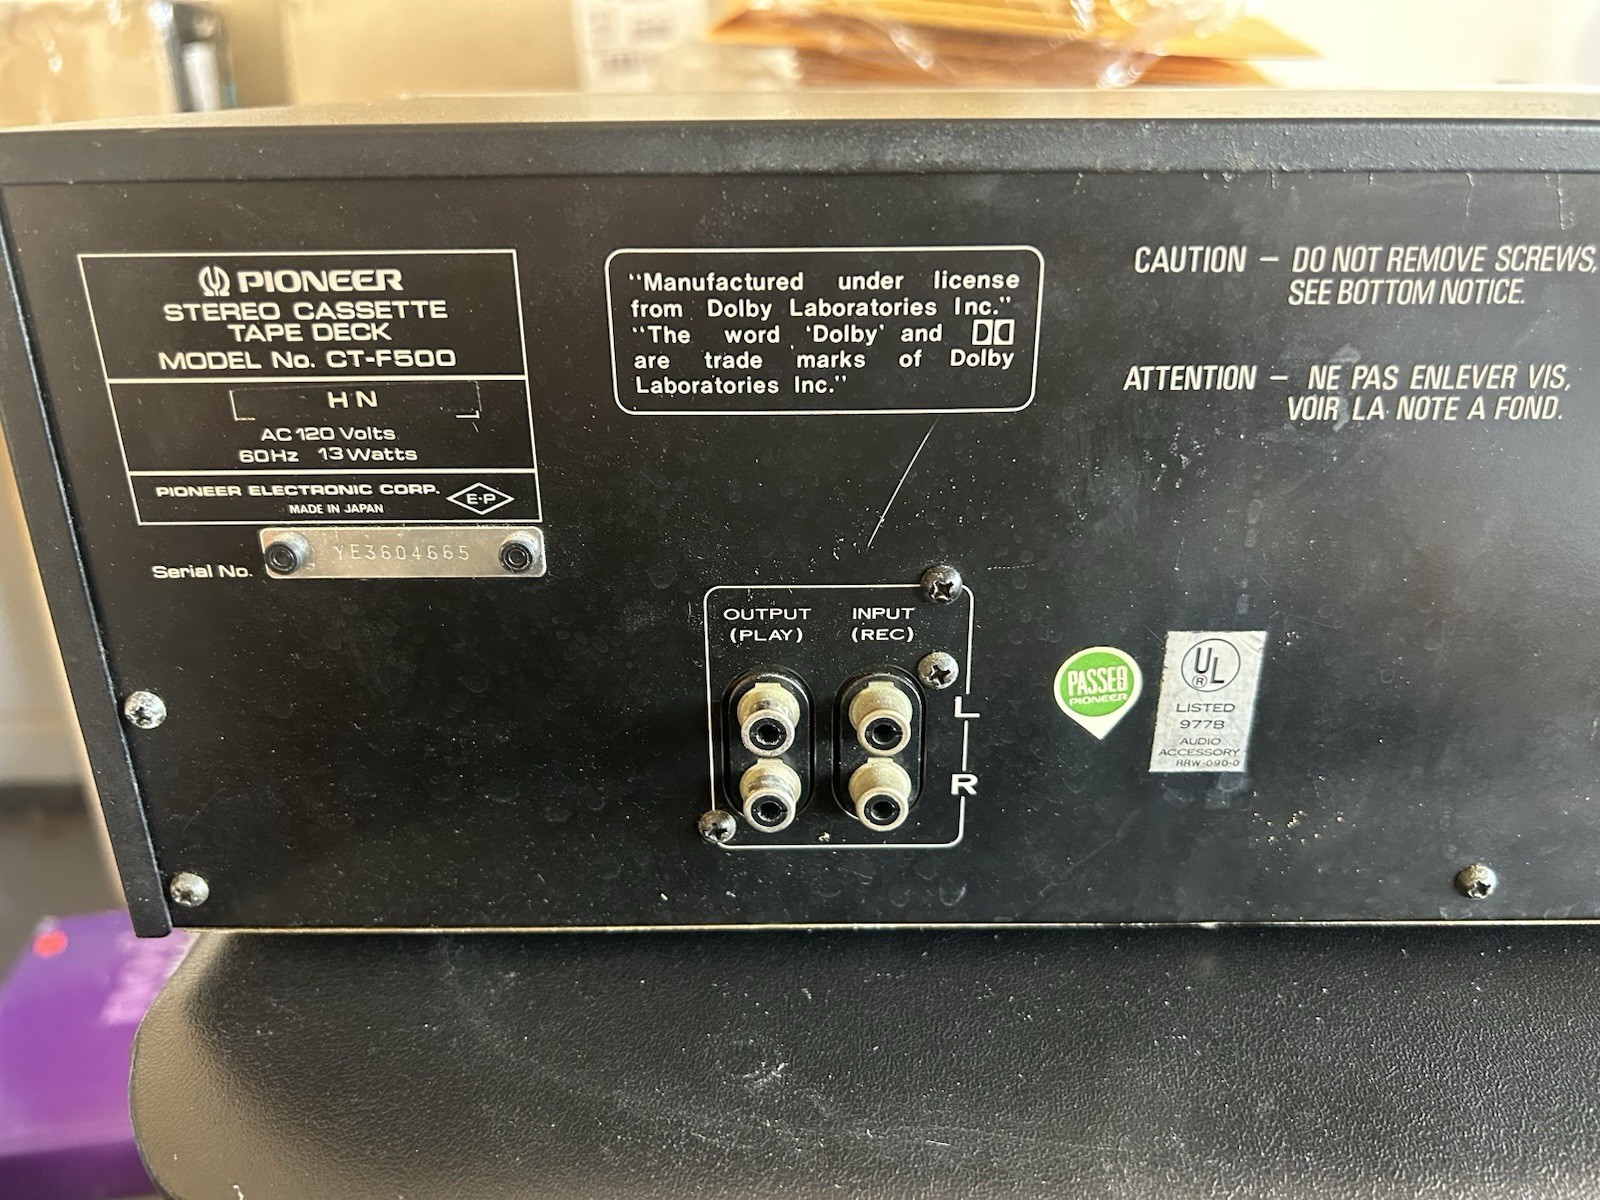 PIONEER
STEREO CASSETTE
TAPE DECK
MODEL No. CT-F500
HN
AC 120 Volts
60Hz 13Watts
PIONEER ELECTRONIC CORP.
E·P
MADE IN JAPAN
Serial No.
YE3604665
"Manufactured under license
from Dolby Laboratories Inc."
"The word 'Dolby' and
are trade marks of Dolby
Laboratories Inc."
CAUTION – DO NOT REMOVE SCREWS,
SEE BOTTOM NOTICE.
ATTENTION – NE PAS ENLEVER VIS,
VOIR LA NOTE A FOND.
OUTPUT
(PLAY)
INPUT
(REC)
L
R
PASSED
PIONEER
UL
®
LISTED
977B
AUDIO
ACCESSORY
RRW-090-0